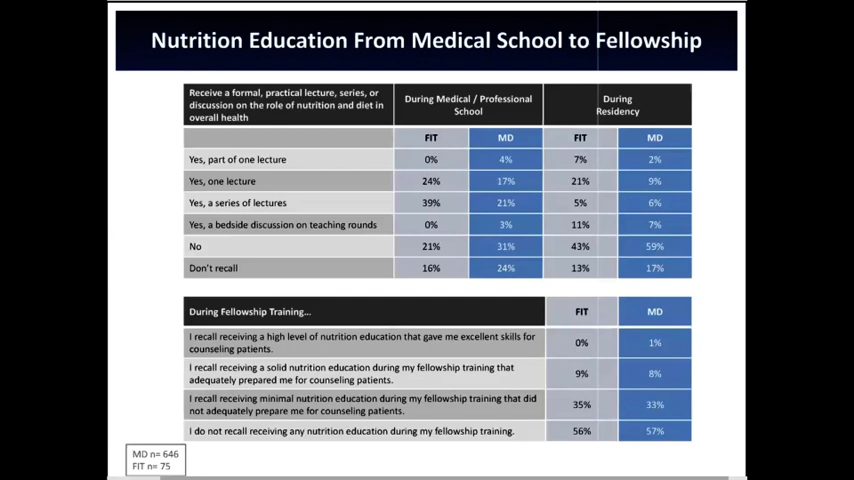 Nutrition Education From Medical School to Fellowship
Receive a formal, practical lecture, series, or
discussion on the role of nutrition and diet in
overall health
During Medical / Professional
School
During
Residency
FIT MD FIT MD
Yes, part of one lecture 0% 4% 7% 2%
Yes, one lecture 24% 17% 21% 9%
Yes, a series of lectures 39% 21% 5% 6%
Yes, a bedside discussion on teaching rounds 0% 3% 11% 7%
No 21% 31% 43% 59%
Don't recall 16% 24% 13% 17%
During Fellowship Training... FIT MD
I recall receiving a high level of nutrition education that gave me excellent skills for
counseling patients.
0% 1%
I recall receiving a solid nutrition education during my fellowship training that
adequately prepared me for counseling patients.
9% 8%
I recall receiving minimal nutrition education during my fellowship training that did
not adequately prepare me for counseling patients.
35% 33%
I do not recall receiving any nutrition education during my fellowship training. 56% 57%
MD n= 646
FIT n= 75